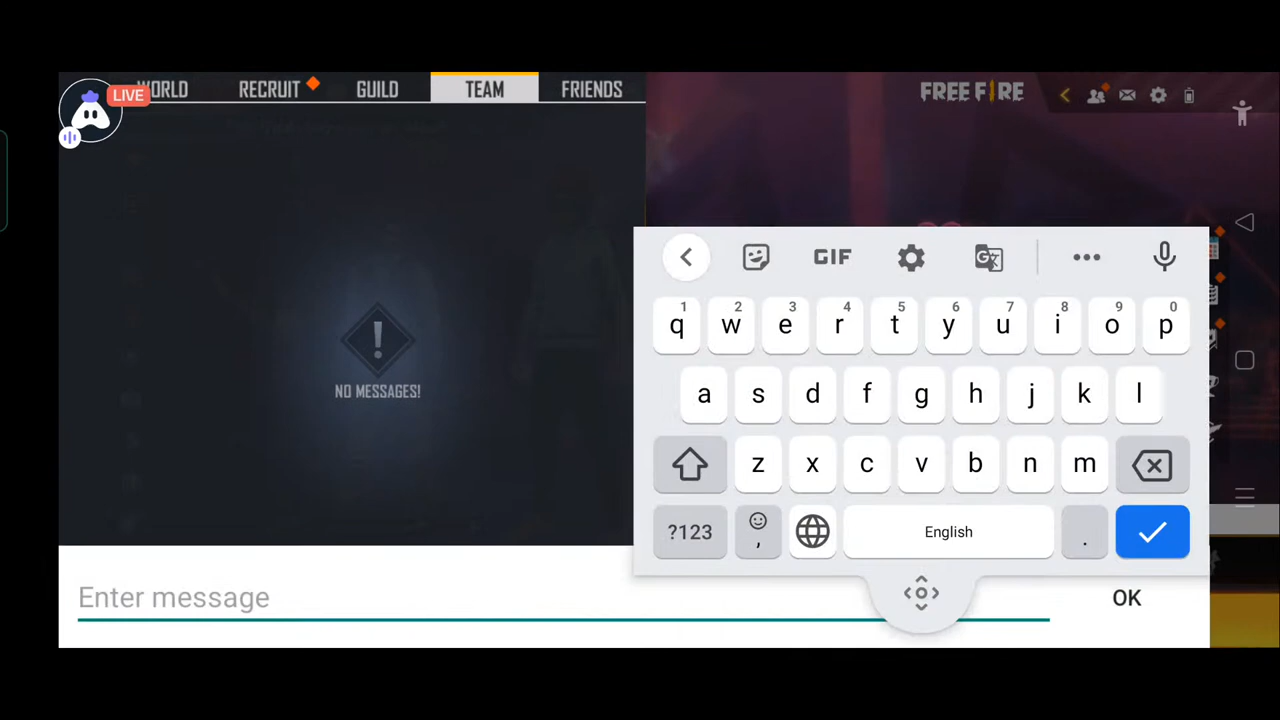 LIVE
WORLD RECRUIT GUILD TEAM FRIENDS
FREE FIRE
NO MESSAGES!
GIF
1 2 3 4 5 6 7 8 9 0
q w e r t y u i o p
a s d f g h j k l
z x c v b n m
?123 , English .
Enter message
OK